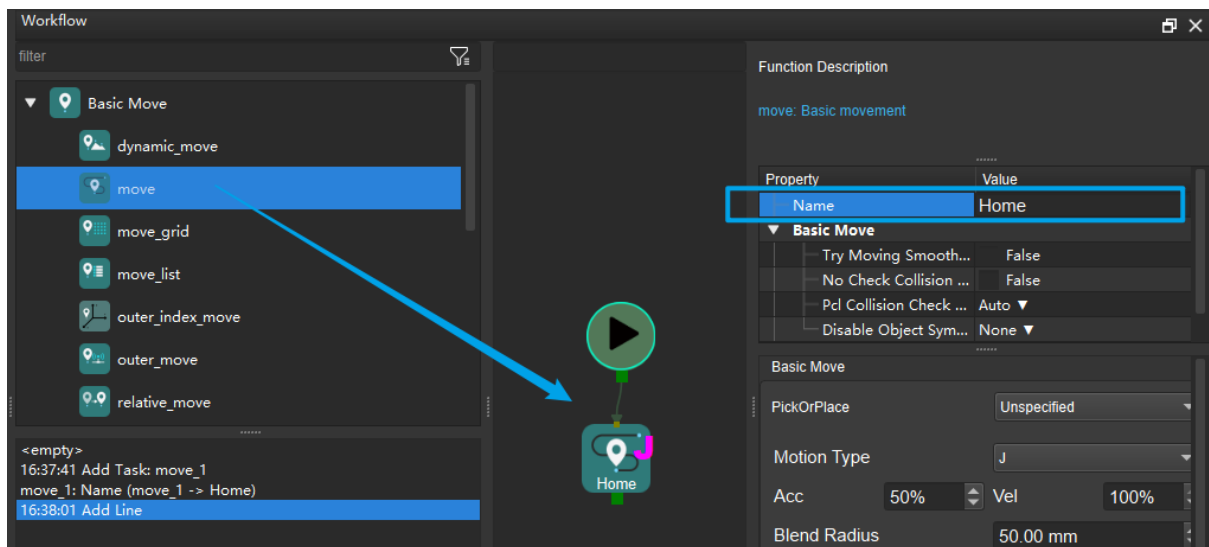 Workflow
filter
Basic Move
dynamic_move
move
move_grid
move_list
outer_index_move
outer_move
relative_move
<empty>
16:37:41 Add Task: move_1
move_1: Name (move_1 -> Home)
16:38:01 Add Line
J
Home
Function Description
move: Basic movement
Property Value
Name Home
Basic Move
Try Moving Smooth... False
No Check Collision ... False
Pcl Collision Check ... Auto ▼
Disable Object Sym... None ▼
Basic Move
PickOrPlace Unspecified
Motion Type J
Acc 50% Vel 100%
Blend Radius 50.00 mm